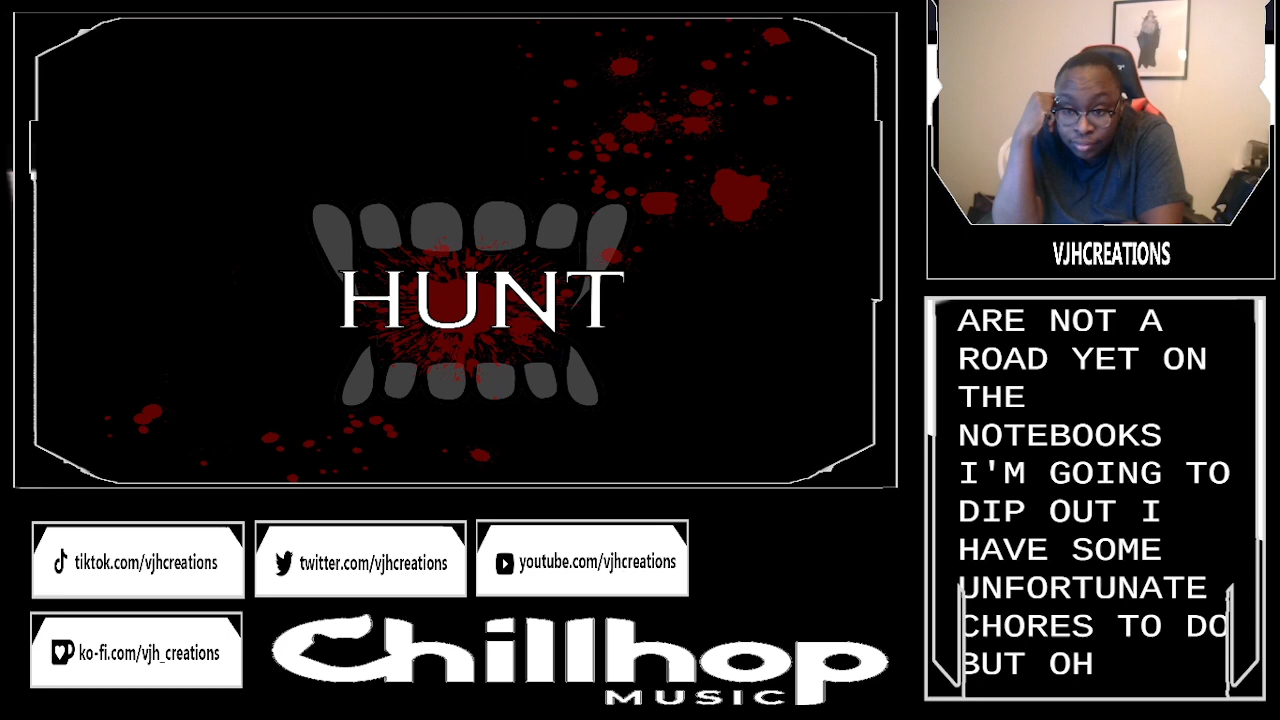 HUNT
VJHCREATIONS
ARE NOT A
ROAD YET ON
THE
NOTEBOOKS
I'M GOING TO
DIP OUT I
HAVE SOME
UNFORTUNATE
CHORES TO DO
BUT OH
tiktok.com/vjhcreations
twitter.com/vjhcreations
youtube.com/vjhcreations
ko-fi.com/vjh_creations
Chillhop
MUSIC